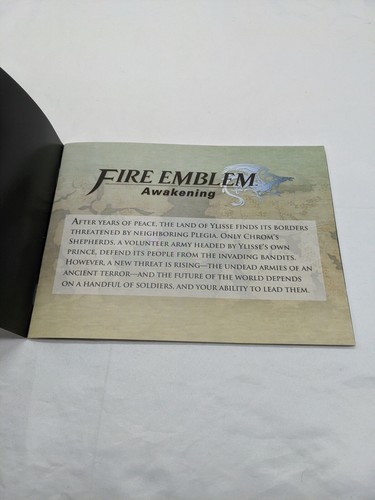 FIRE EMBLEM
Awakening
AFTER YEARS OF PEACE, THE LAND OF YLISSE FINDS ITS BORDERS
THREATENED BY NEIGHBORING PLEGIA. ONLY CHROM'S
SHEPHERDS, A VOLUNTEER ARMY HEADED BY YLISSE'S OWN
PRINCE, DEFEND ITS PEOPLE FROM THE INVADING BANDITS.
HOWEVER, A NEW THREAT IS RISING—THE UNDEAD ARMIES OF AN
ANCIENT TERROR—AND THE FUTURE OF THE WORLD DEPENDS
ON A HANDFUL OF SOLDIERS, AND YOUR ABILITY TO LEAD THEM.